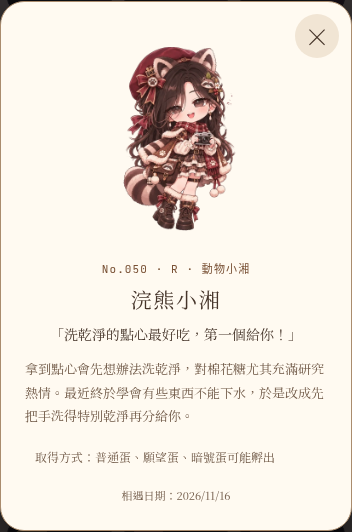 No.050 · R · 動物小湘
浣熊小湘
「洗乾淨的點心最好吃，第一個給你！」
拿到點心會先想辦法洗乾淨，對棉花糖尤其充滿研究
熱情。最近終於學會有些東西不能下水，於是改成先
把手洗得特別乾淨再分給你。
取得方式：普通蛋、願望蛋、暗號蛋可能孵出
相遇日期：2026/11/16